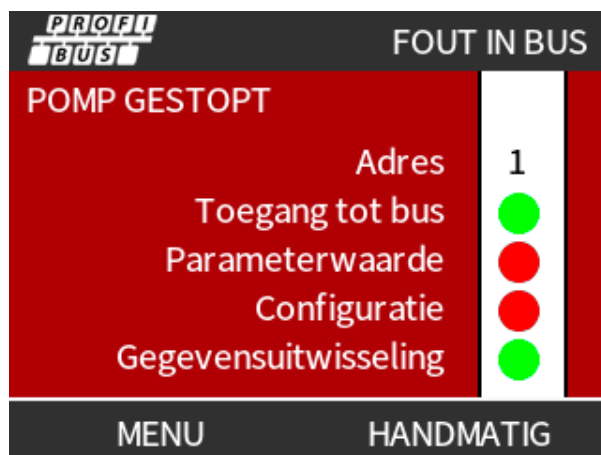 PROFI
BUS
FOUT IN BUS
POMP GESTOPT
Adres 1
Toegang tot bus
Parameterwaarde
Configuratie
Gegevensuitwisseling
MENU HANDMATIG